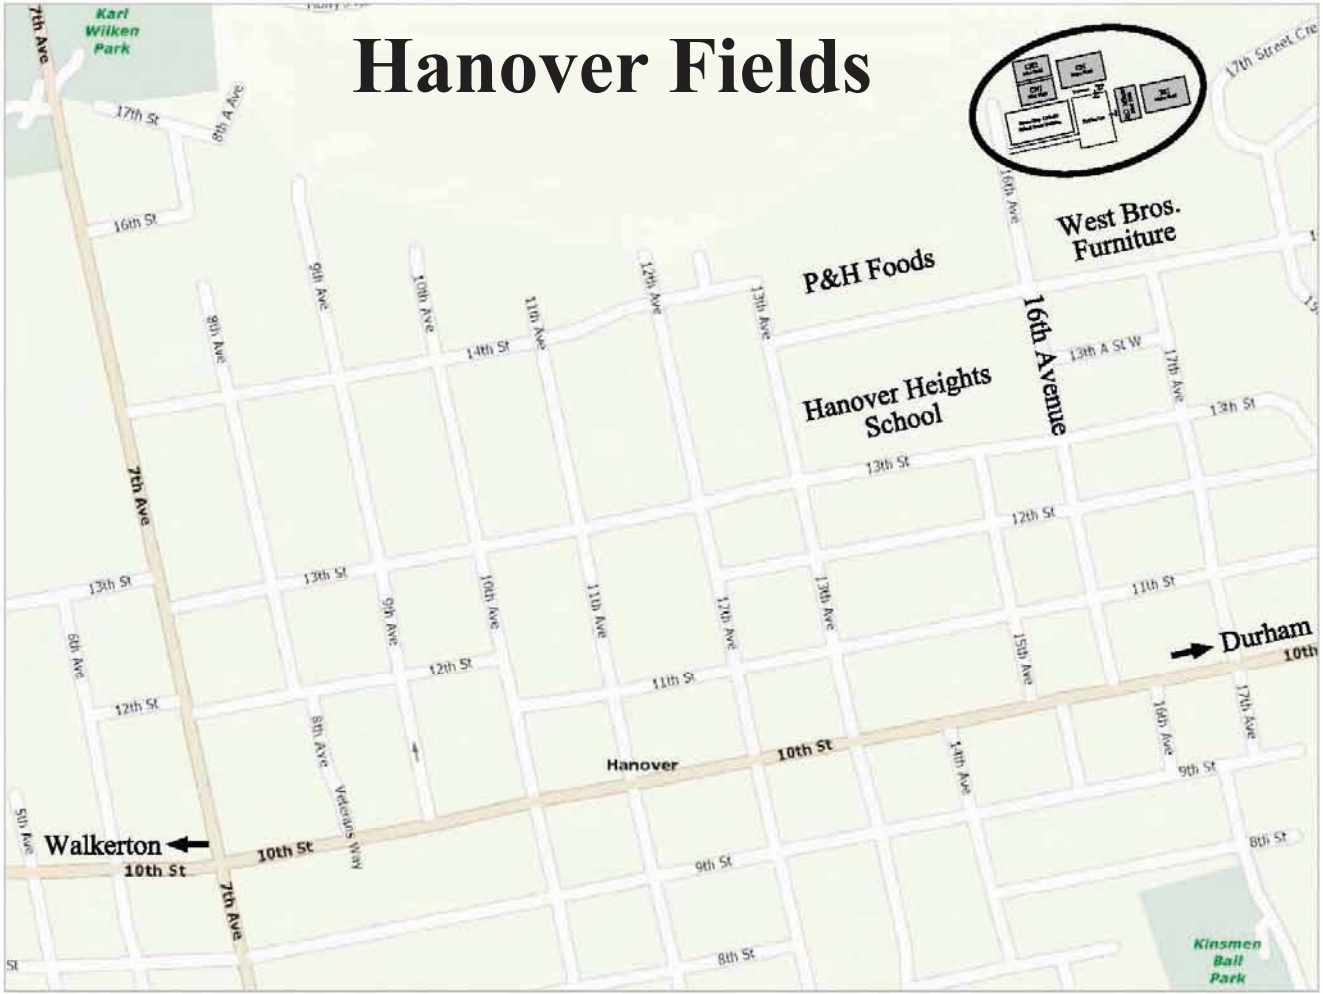 Hanover Fields
Karl
Wilken
Park
7th Ave
17th St
8th A Ave
17th Street Cre
16th St
16th Ave
West Bros.
Furniture
P&H Foods
8th Ave
9th Ave
10th Ave
11th Ave
12th Ave
13th Ave
14th St
16th Avenue
13th A St W
17th Ave
Hanover Heights
School
13th St
13th St
7th Ave
12th St
13th St
13th St
11th St
6th Ave
9th Ave
10th Ave
11th Ave
12th Ave
13th Ave
15th Ave
Durham
10th
12th St
12th St
11th St
8th Ave
16th Ave
17th Ave
Hanover
10th St
14th Ave
9th St
Veterans Way
5th Ave
Walkerton
10th St
10th St
9th St
8th St
7th Ave
8th St
St
Kinsmen
Ball
Park